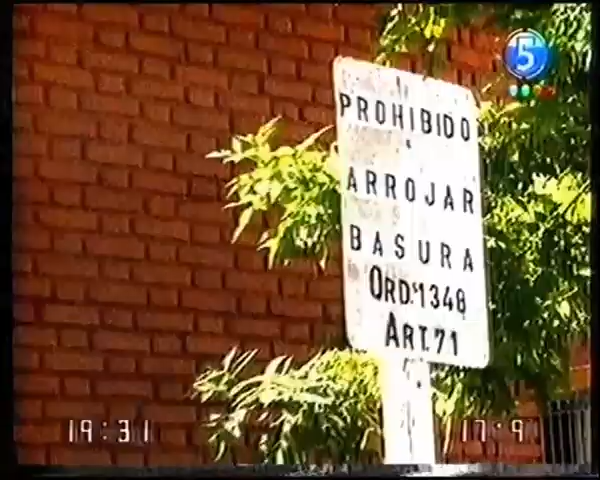 5
PROHIBIDO
ARROJAR
BASURA
ORD. 1348
ART. 71
19:31
17·9